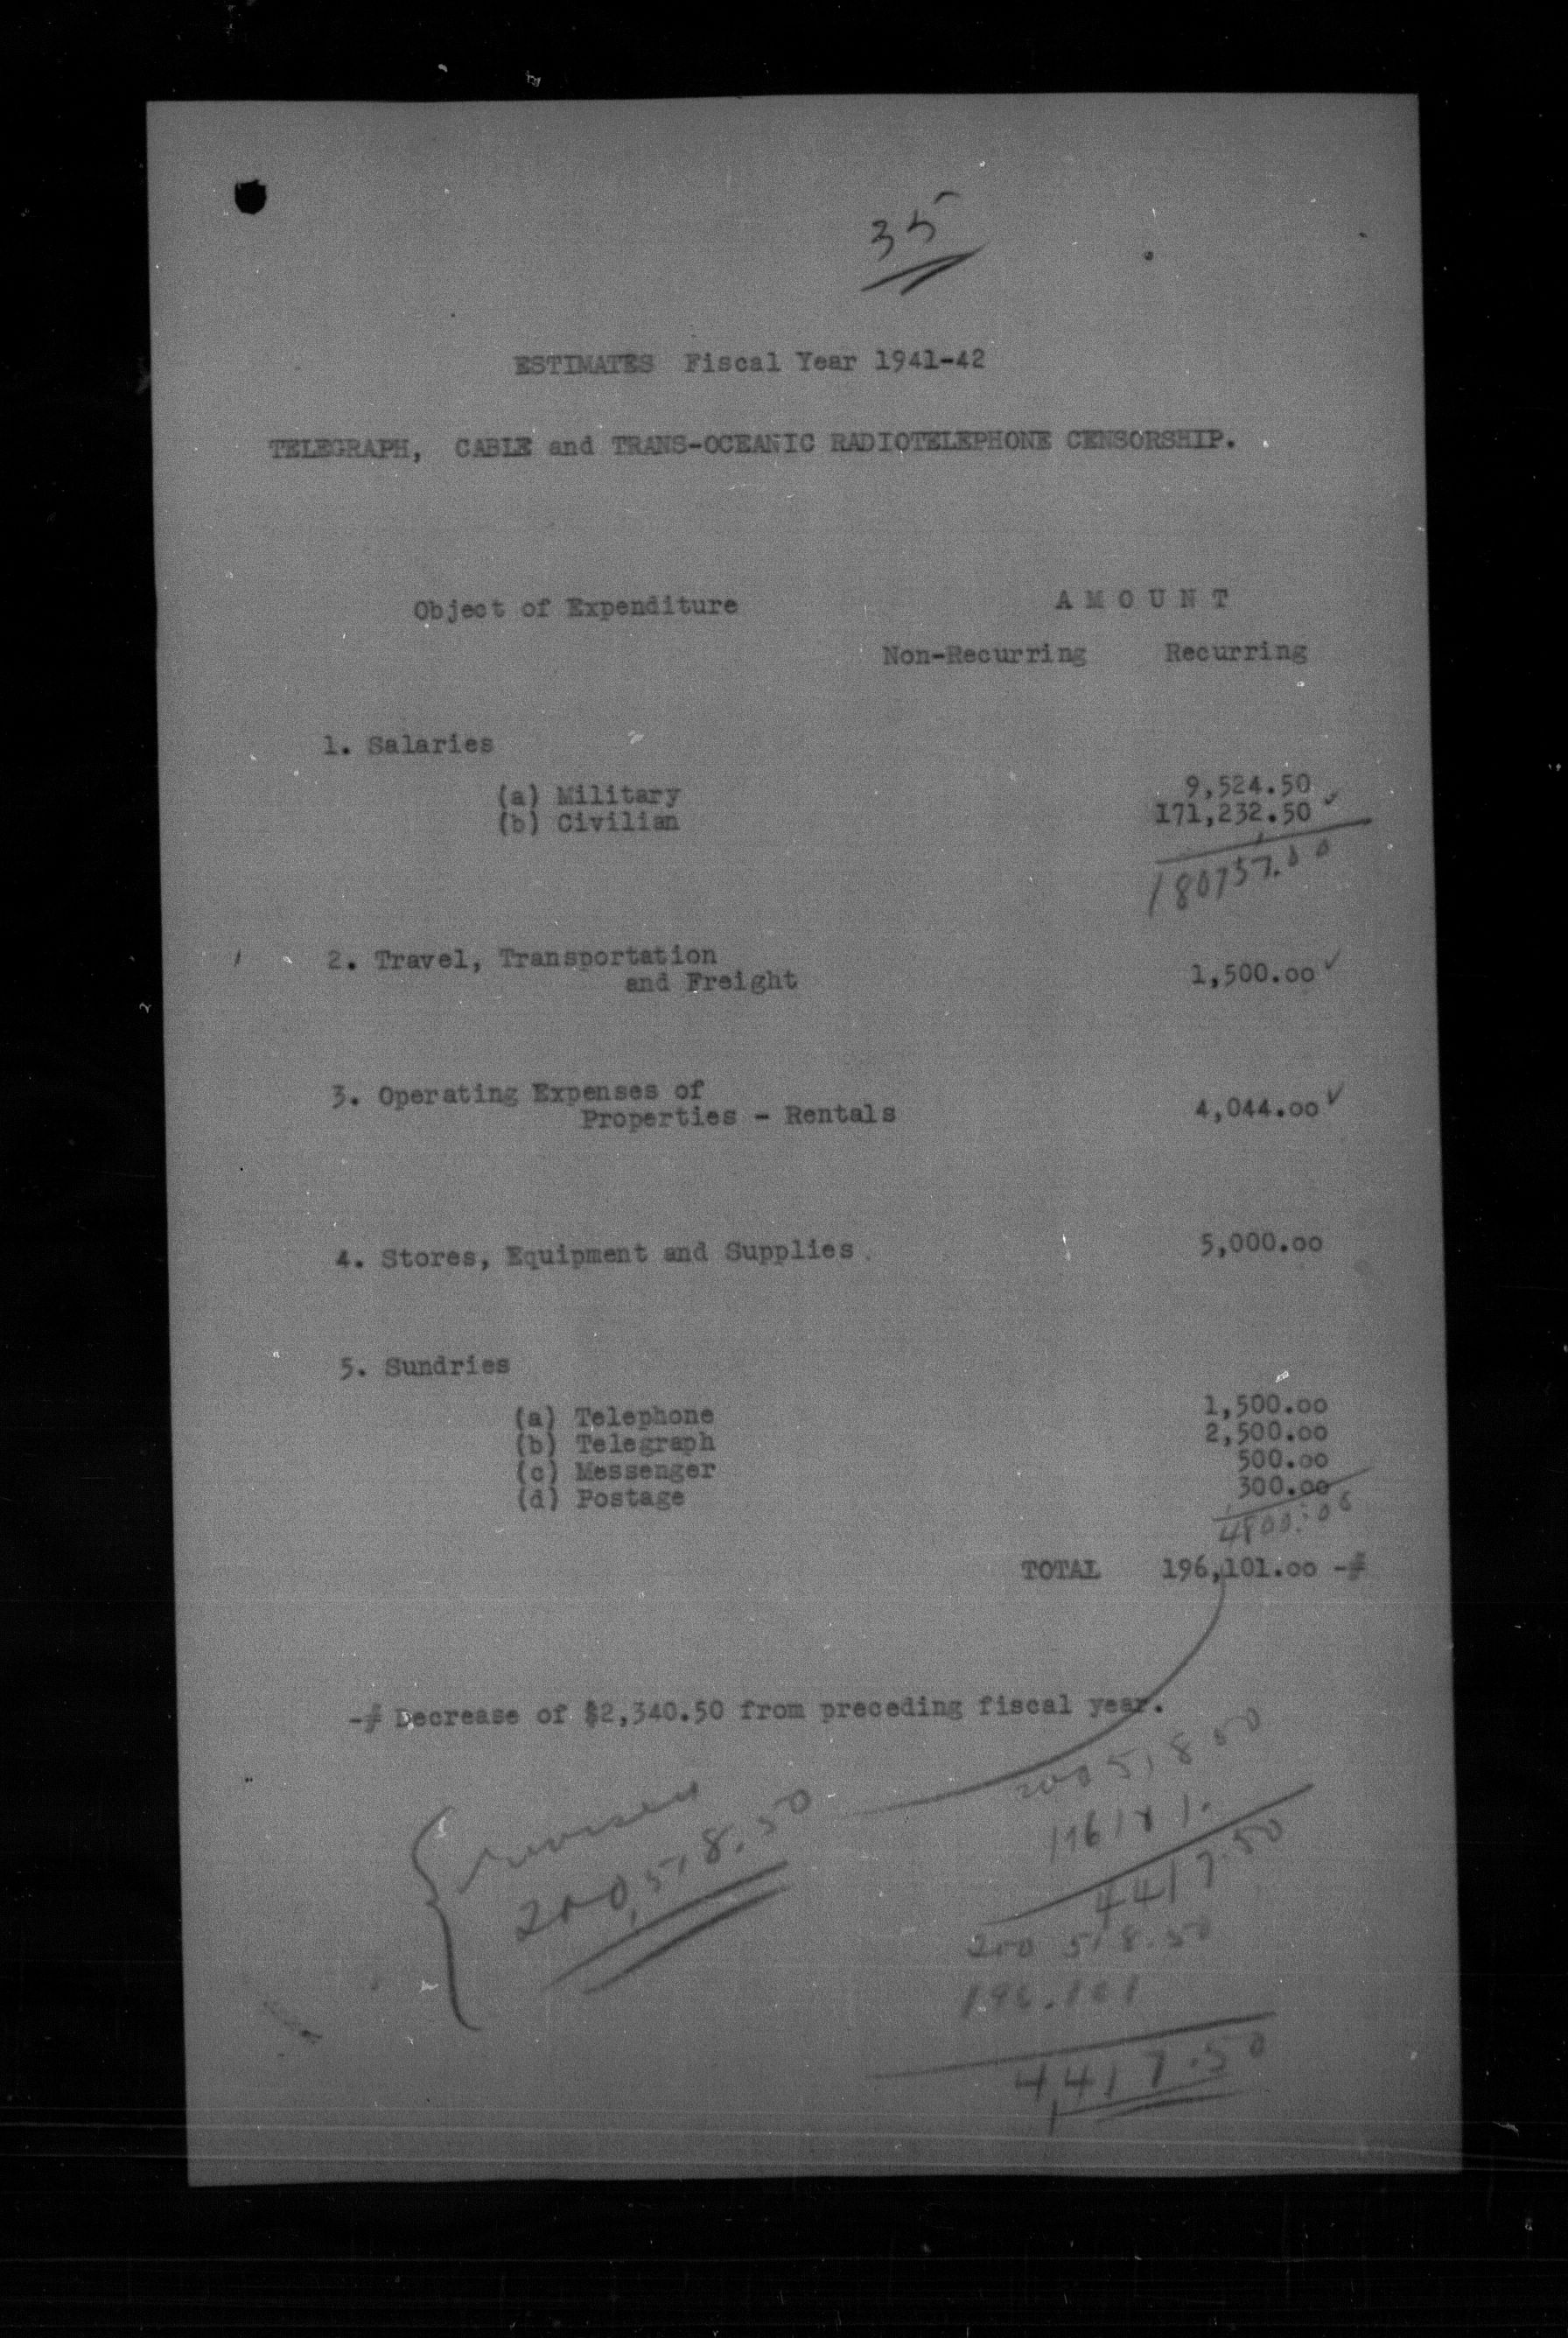 35
ESTIMATES Fiscal Year 1941-42
TELEGRAPH, CABLE and TRANS-OCEANIC RADIOTELEPHONE CENSORSHIP.
Object of Expenditure A M O U N T
Non-Recurring Recurring
1. Salaries
(a) Military 9,524.50
(b) Civilian 171,232.50 ✓
180757.00
2. Travel, Transportation
and Freight 1,500.00 ✓
3. Operating Expenses of
Properties - Rentals 4,044.00 ✓
4. Stores, Equipment and Supplies. 5,000.00
5. Sundries
(a) Telephone 1,500.00
(b) Telegraph 2,500.00
(c) Messenger 500.00
(d) Postage 300.00
4800.00
TOTAL 196,101.00 -#
-# Decrease of $2,340.50 from preceding fiscal year.
revised
200,518.50
200518 50
196101.
4417.50
200 518.50
196.101
4,417.50